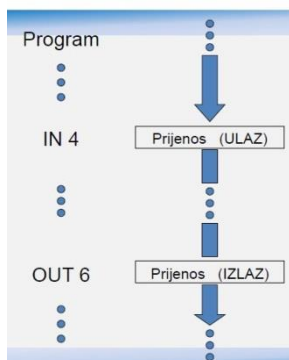 Program
IN 4
Prijenos (ULAZ)
OUT 6
Prijenos (IZLAZ)